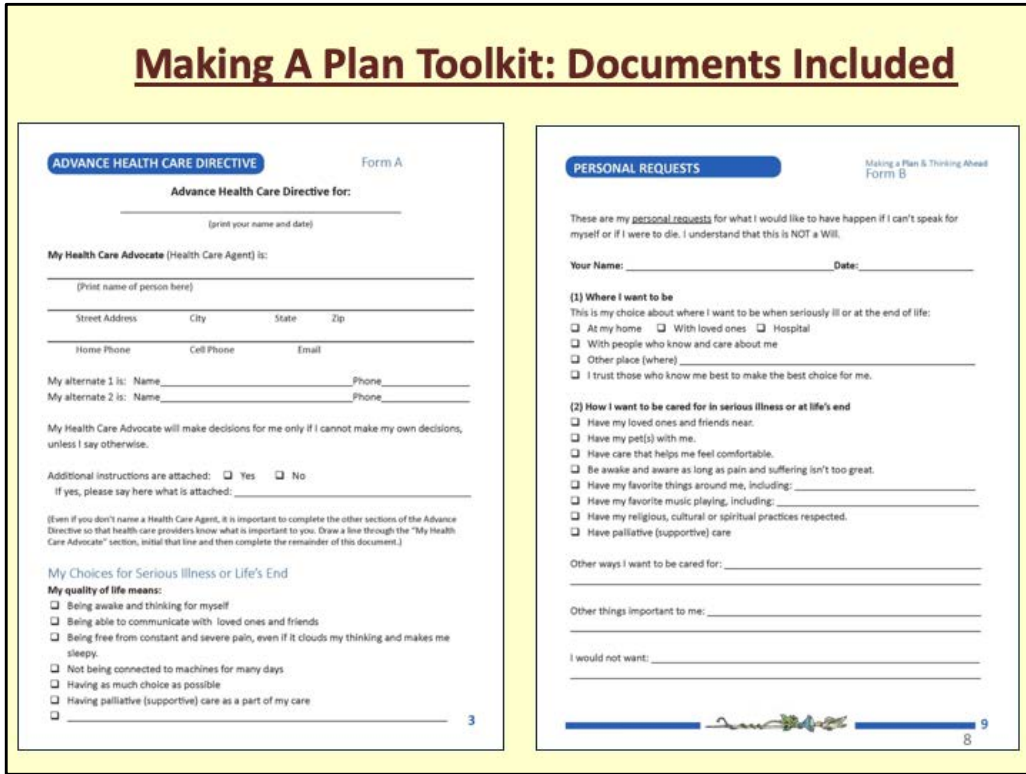 Making A Plan Toolkit: Documents Included
ADVANCE HEALTH CARE DIRECTIVE Form A
Advance Health Care Directive for:
(print your name and date)
My Health Care Advocate (Health Care Agent) is:
(Print name of person here)
Street Address City State Zip
Home Phone Cell Phone Email
My alternate 1 is: Name Phone
My alternate 2 is: Name Phone
My Health Care Advocate will make decisions for me only if I cannot make my own decisions,
unless I say otherwise.
Additional instructions are attached: ❑ Yes ❑ No
If yes, please say here what is attached:
(Even if you don't name a Health Care Agent, it is important to complete the other sections of the Advance
Directive so that health care providers know what is important to you. Draw a line through the "My Health
Care Advocate" section, initial that line and then complete the remainder of this document.)
My Choices for Serious Illness or Life's End
My quality of life means:
❑ Being awake and thinking for myself
❑ Being able to communicate with loved ones and friends
❑ Being free from constant and severe pain, even if it clouds my thinking and makes me
sleepy.
❑ Not being connected to machines for many days
❑ Having as much choice as possible
❑ Having palliative (supportive) care as a part of my care
❑
3
PERSONAL REQUESTS
Making a Plan & Thinking Ahead
Form B
These are my personal requests for what I would like to have happen if I can't speak for
myself or if I were to die. I understand that this is NOT a Will.
Your Name: Date:
(1) Where I want to be
This is my choice about where I want to be when seriously ill or at the end of life:
❑ At my home ❑ With loved ones ❑ Hospital
❑ With people who know and care about me
❑ Other place (where)
❑ I trust those who know me best to make the best choice for me.
(2) How I want to be cared for in serious illness or at life's end
❑ Have my loved ones and friends near.
❑ Have my pet(s) with me.
❑ Have care that helps me feel comfortable.
❑ Be awake and aware as long as pain and suffering isn't too great.
❑ Have my favorite things around me, including:
❑ Have my favorite music playing, including:
❑ Have my religious, cultural or spiritual practices respected.
❑ Have palliative (supportive) care
Other ways I want to be cared for:
Other things important to me:
I would not want:
9
8